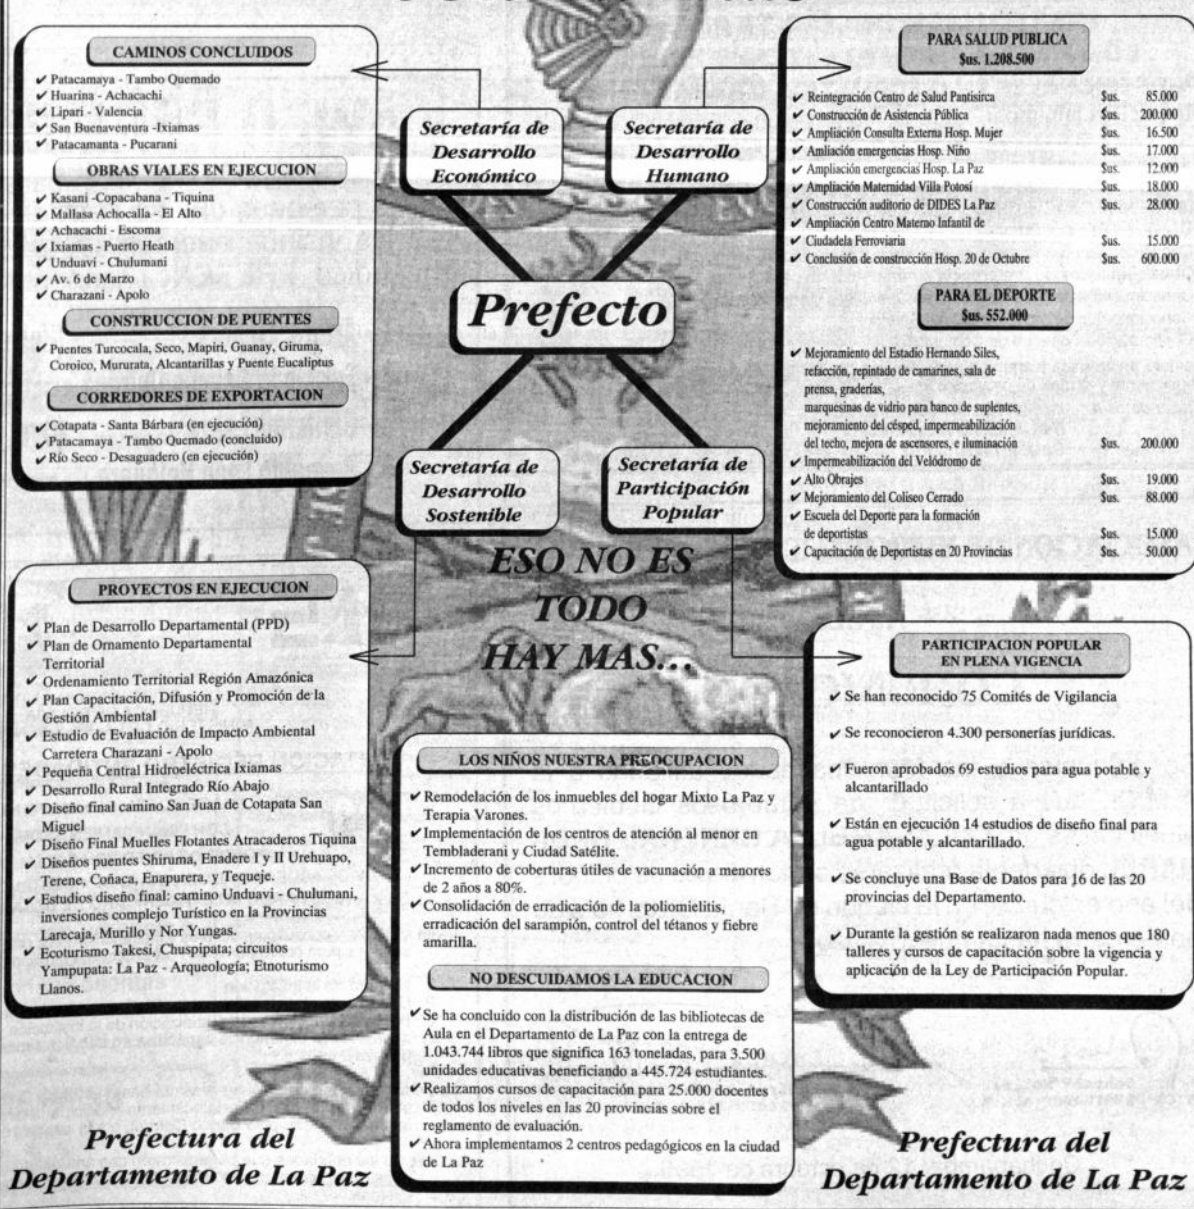 CAMINOS CONCLUIDOS
✔ Patacamaya - Tambo Quemado
✔ Huarina - Achacachi
✔ Lipari - Valencia
✔ San Buenaventura -Ixiamas
✔ Patacamanta - Pucarani
OBRAS VIALES EN EJECUCION
✔ Kasani -Copacabana - Tiquina
✔ Mallasa Achocalla - El Alto
✔ Achacachi - Escoma
✔ Ixiamas - Puerto Heath
✔ Unduavi - Chulumani
✔ Av. 6 de Marzo
✔ Charazani - Apolo
CONSTRUCCION DE PUENTES
✔ Puentes Turcocala, Seco, Mapiri, Guanay, Giruma,
Coroico, Mururata, Alcantarillas y Puente Eucaliptus
CORREDORES DE EXPORTACION
✔ Cotapata - Santa Bárbara (en ejecución)
✔ Patacamaya - Tambo Quemado (concluido)
✔ Río Seco - Desaguadero (en ejecución)
Secretaría de
Desarrollo
Económico
Secretaría de
Desarrollo
Humano
Prefecto
Secretaría de
Desarrollo
Sostenible
Secretaría de
Participación
Popular
PARA SALUD PUBLICA
$us. 1.208.500
✔ Reintegración Centro de Salud Pantisirca $us. 85.000
✔ Construcción de Asistencia Pública $us. 200.000
✔ Ampliación Consulta Externa Hosp. Mujer $us. 16.500
✔ Amliación emergencias Hosp. Niño $us. 17.000
✔ Ampliación emergencias Hosp. La Paz $us. 12.000
✔ Ampliación Maternidad Villa Potosí $us. 18.000
✔ Construcción auditorio de DIDES La Paz $us. 28.000
✔ Ampliación Centro Materno Infantil de
✔ Ciudadela Ferroviaria $us. 15.000
✔ Conclusión de construcción Hosp. 20 de Octubre $us. 600.000
PARA EL DEPORTE
$us. 552.000
✔ Mejoramiento del Estadio Hernando Siles,
refacción, repintado de camarines, sala de
prensa, graderías,
marquesinas de vidrio para banco de suplentes,
mejoramiento del césped, impermeabilización
del techo, mejora de ascensores, e iluminación $us. 200.000
✔ Impermeabilización del Velódromo de
✔ Alto Obrajes $us. 19.000
✔ Mejoramiento del Coliseo Cerrado $us. 88.000
✔ Escuela del Deporte para la formación
de deportistas $us. 15.000
✔ Capacitación de Deportistas en 20 Provincias $us. 50.000
ESO NO ES
TODO
HAY MAS...
PROYECTOS EN EJECUCION
✔ Plan de Desarrollo Departamental (PPD)
✔ Plan de Ornamento Departamental
Territorial
✔ Ordenamiento Territorial Región Amazónica
✔ Plan Capacitación, Difusión y Promoción de la
Gestión Ambiental
✔ Estudio de Evaluación de Impacto Ambiental
Carretera Charazani - Apolo
✔ Pequeña Central Hidroeléctrica Ixiamas
✔ Desarrollo Rural Integrado Río Abajo
✔ Diseño final camino San Juan de Cotapata San
Miguel
✔ Diseño Final Muelles Flotantes Atracaderos Tiquina
✔ Diseños puentes Shiruma, Enadere I y II Urehuapo,
Terene, Coñaca, Enapurera, y Tequeje.
✔ Estudios diseño final: camino Unduavi - Chulumani,
inversiones complejo Turístico en la Provincias
Larecaja, Murillo y Nor Yungas.
✔ Ecoturismo Takesi, Chuspipata; circuitos
Yampupata: La Paz - Arqueología; Etnoturismo
Llanos.
LOS NIÑOS NUESTRA PREOCUPACION
✔ Remodelación de los inmuebles del hogar Mixto La Paz y
Terapia Varones.
✔ Implementación de los centros de atención al menor en
Tembladerani y Ciudad Satélite.
✔ Incremento de coberturas útiles de vacunación a menores
de 2 años a 80%.
✔ Consolidación de erradicación de la poliomielitis,
erradicación del sarampión, control del tétanos y fiebre
amarilla.
NO DESCUIDAMOS LA EDUCACION
✔ Se ha concluido con la distribución de las bibliotecas de
Aula en el Departamento de La Paz con la entrega de
1.043.744 libros que significa 163 toneladas, para 3.500
unidades educativas beneficiando a 445.724 estudiantes.
✔ Realizamos cursos de capacitación para 25.000 docentes
de todos los niveles en las 20 provincias sobre el
reglamento de evaluación.
✔ Ahora implementamos 2 centros pedagógicos en la ciudad
de La Paz
PARTICIPACION POPULAR
EN PLENA VIGENCIA
✔ Se han reconocido 75 Comités de Vigilancia
✔ Se reconocieron 4.300 personerías jurídicas.
✔ Fueron aprobados 69 estudios para agua potable y
alcantarillado
✔ Están en ejecución 14 estudios de diseño final para
agua potable y alcantarillado.
✔ Se concluye una Base de Datos para 16 de las 20
provincias del Departamento.
✔ Durante la gestión se realizaron nada menos que 180
talleres y cursos de capacitación sobre la vigencia y
aplicación de la Ley de Participación Popular.
Prefectura del
Departamento de La Paz
Prefectura del
Departamento de La Paz